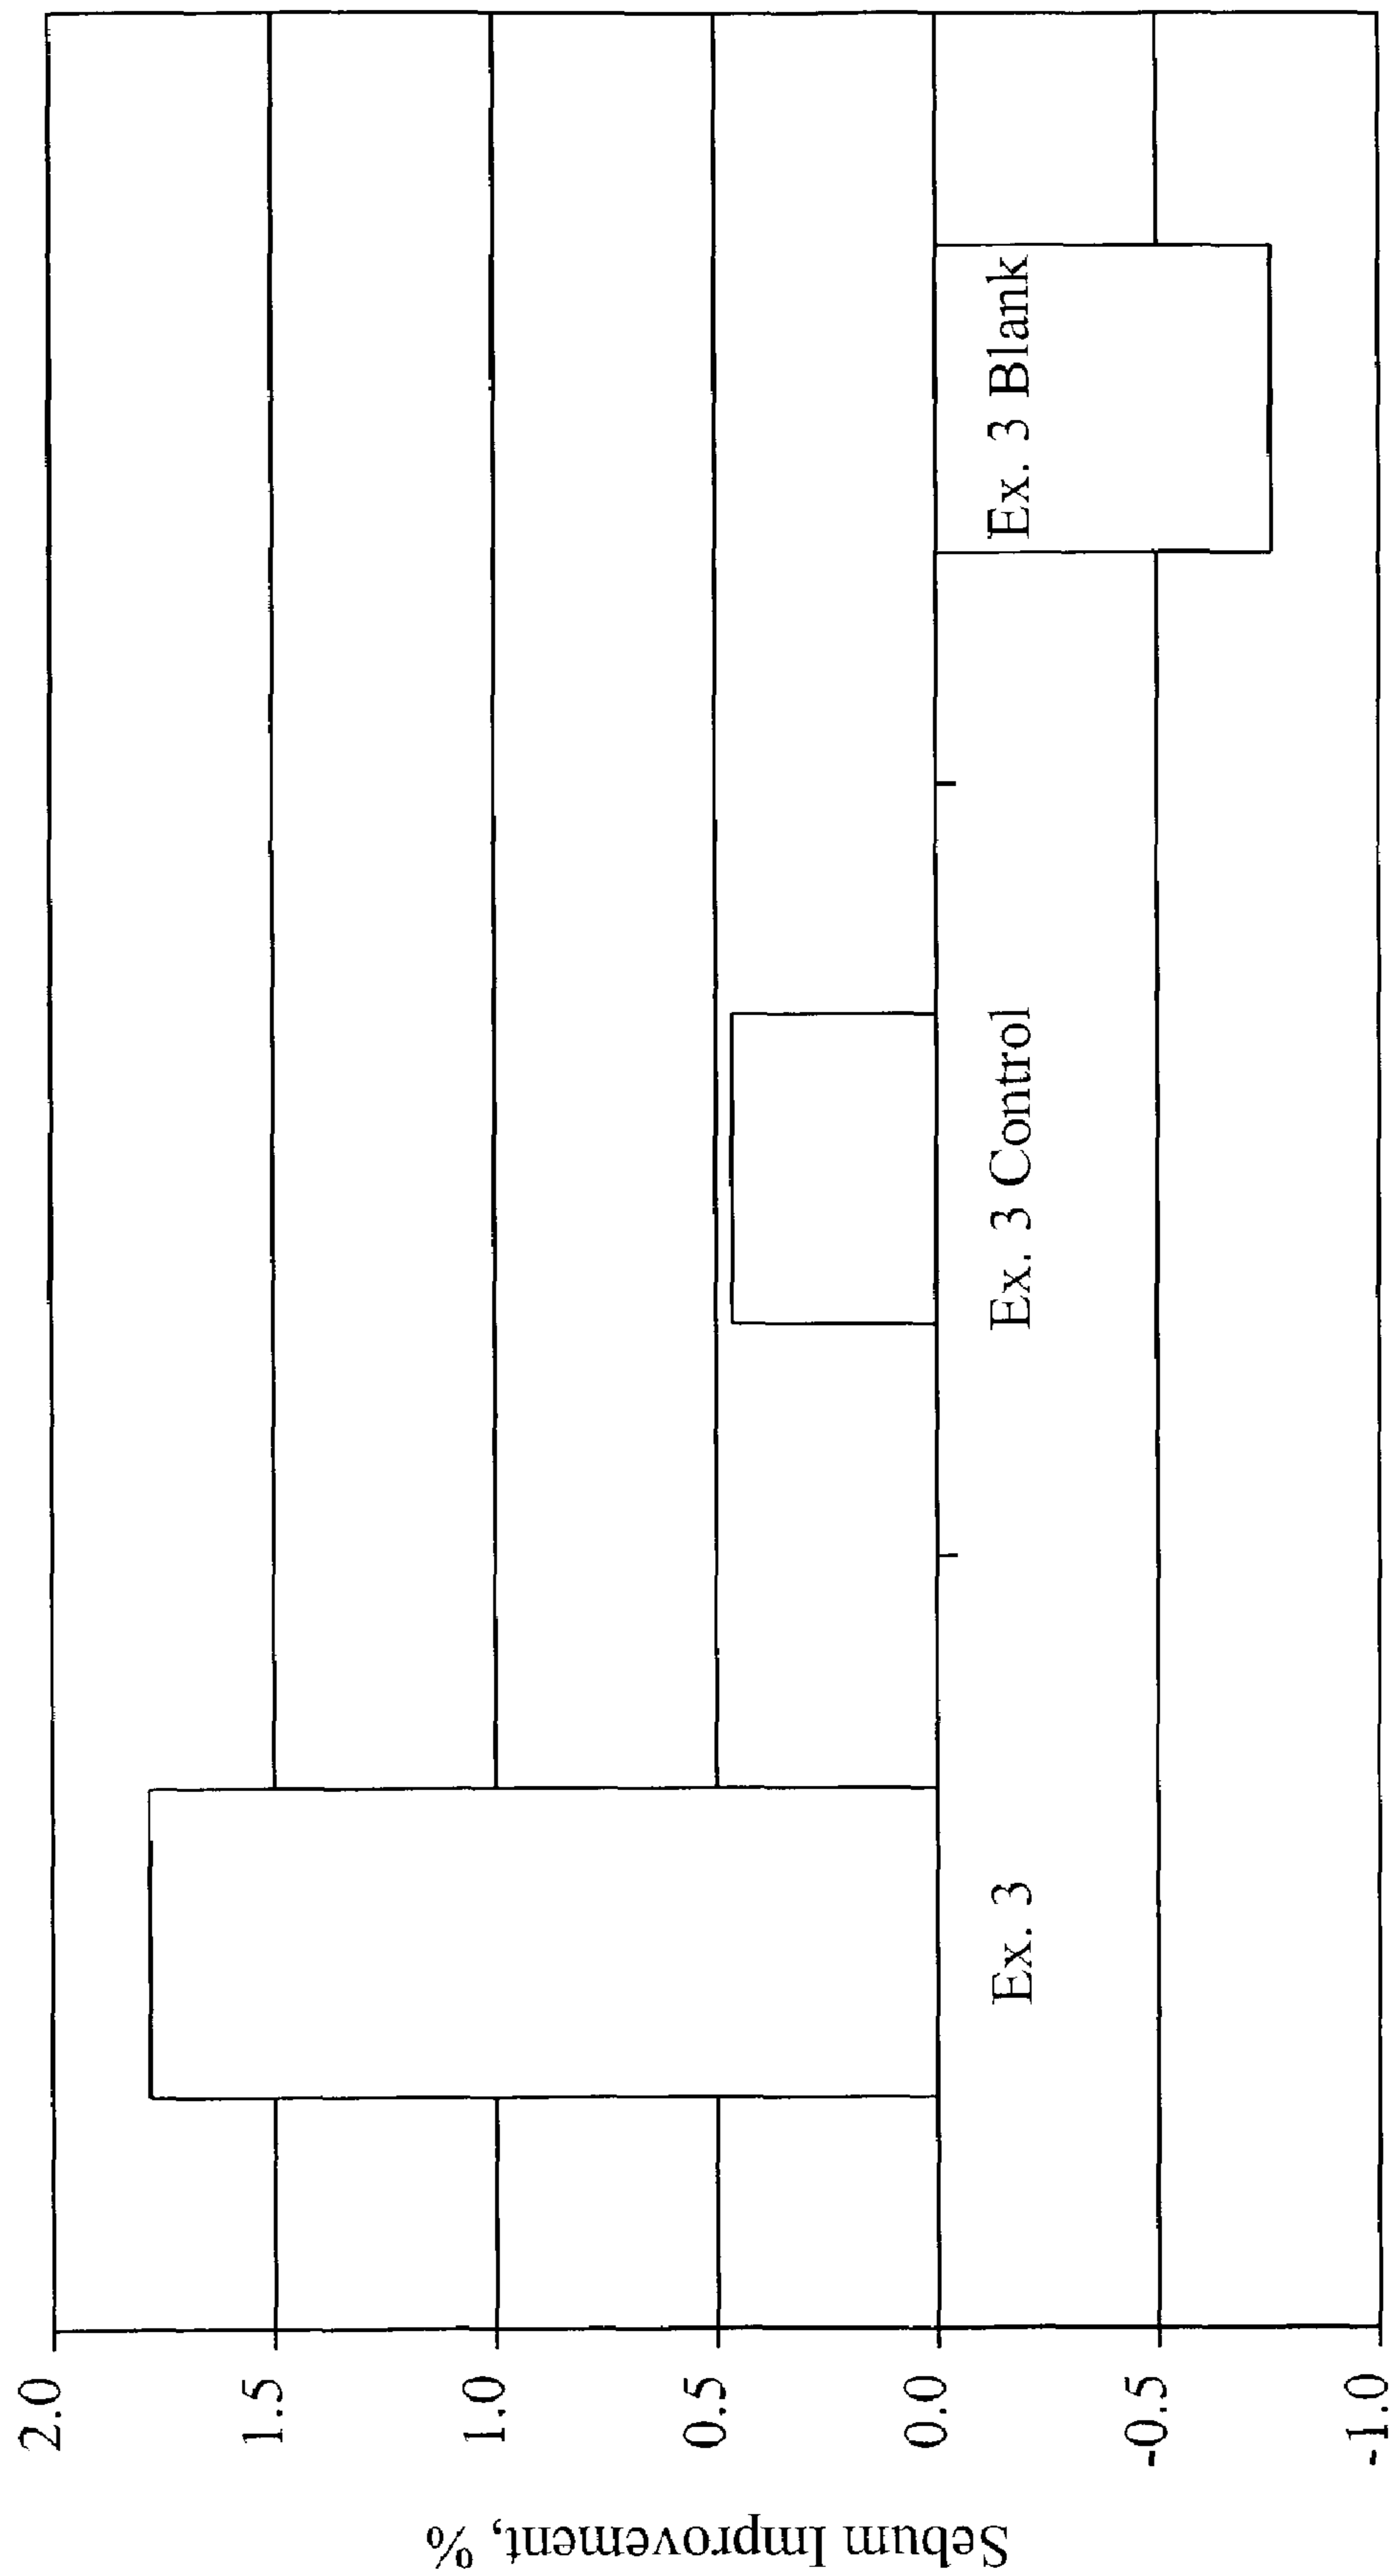 Sebum Improvement, %
2.0
1.5
1.0
0.5
0.0
-0.5
-1.0
Ex. 3
Ex. 3 Control
Ex. 3 Blank